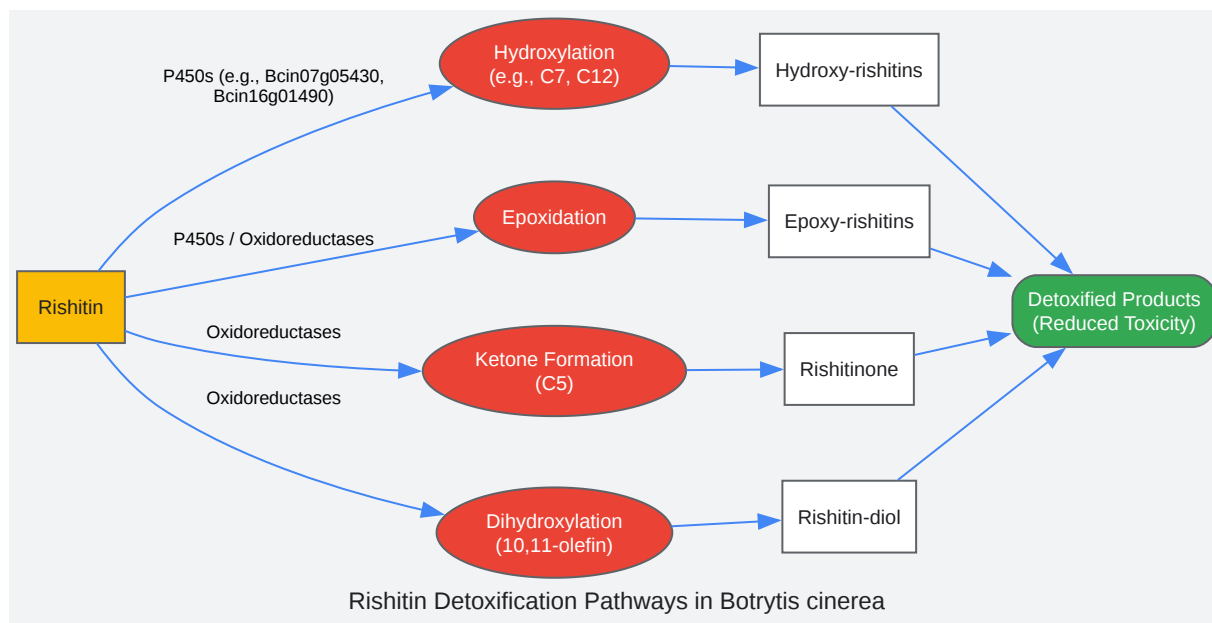 Hydroxylation
(e.g., C7, C12)
Hydroxy-rishitins
P450s (e.g., Bcin07g05430,
Bcin16g01490)
Epoxidation
Epoxy-rishitins
P450s / Oxidoreductases
Rishitin
Detoxified Products
(Reduced Toxicity)
Oxidoreductases
Ketone Formation
(C5)
Rishitinone
Oxidoreductases
Dihydroxylation
(10,11-olefin)
Rishitin-diol
Rishitin Detoxification Pathways in Botrytis cinerea